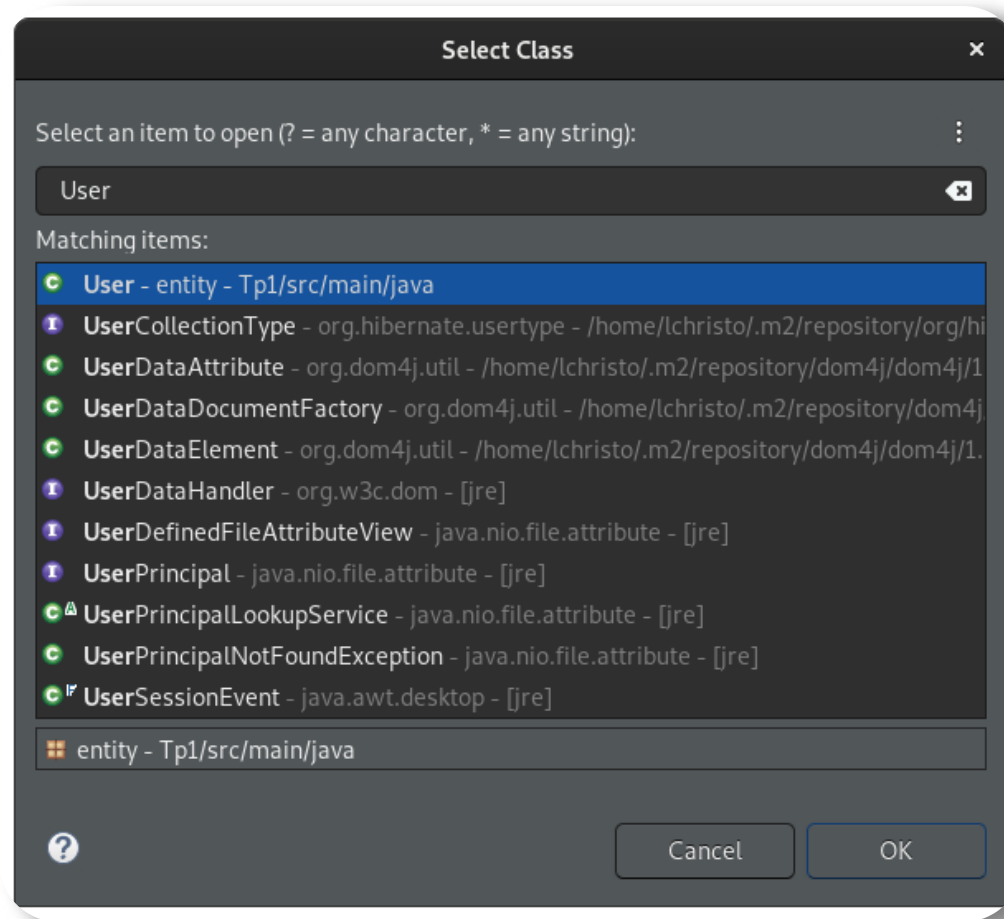 Select Class
Select an item to open (? = any character, * = any string):
User
Matching items:
User - entity - Tp1/src/main/java
UserCollectionType - org.hibernate.usertype - /home/lchristo/.m2/repository/org/hi
UserDataAttribute - org.dom4j.util - /home/lchristo/.m2/repository/dom4j/dom4j/1
UserDataDocumentFactory - org.dom4j.util - /home/lchristo/.m2/repository/dom4j
UserDataElement - org.dom4j.util - /home/lchristo/.m2/repository/dom4j/dom4j/1.
UserDataHandler - org.w3c.dom - [jre]
UserDefinedFileAttributeView - java.nio.file.attribute - [jre]
UserPrincipal - java.nio.file.attribute - [jre]
UserPrincipalLookupService - java.nio.file.attribute - [jre]
UserPrincipalNotFoundException - java.nio.file.attribute - [jre]
UserSessionEvent - java.awt.desktop - [jre]
entity - Tp1/src/main/java
Cancel OK